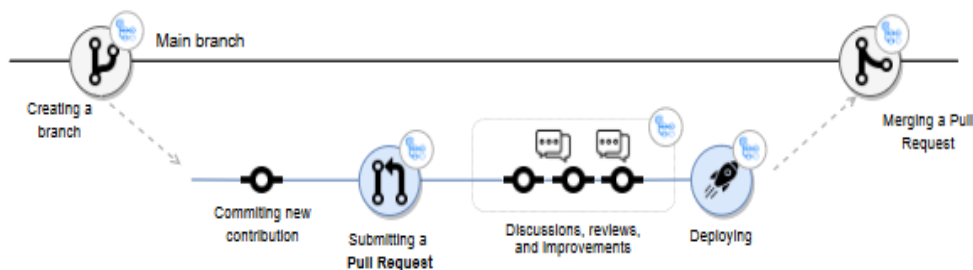 Main branch
Creating a
branch
Merging a Pull
Request
Commiting new
contribution
Submitting a
Pull Request
Discussions, reviews,
and improvements
Deploying